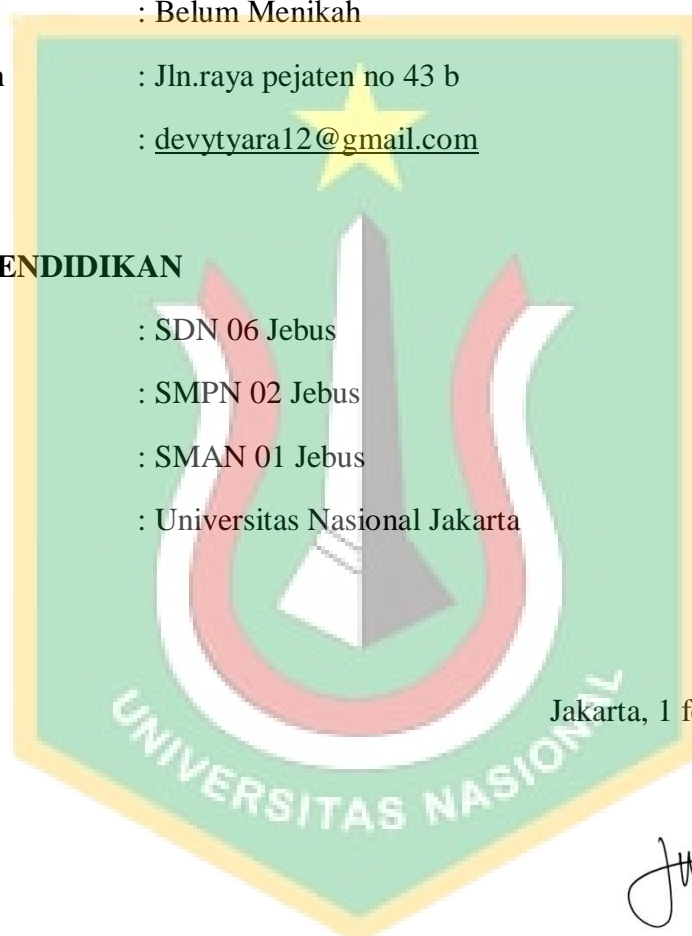 : Belum Menikah
: Jln.raya pejaten no 43 b
: devytyara12@gmail.com
ENDIDIKAN
: SDN 06 Jebus
: SMPN 02 Jebus
: SMAN 01 Jebus
: Universitas Nasional Jakarta
Jakarta, 1
UNIVERSITAS NASIONAL